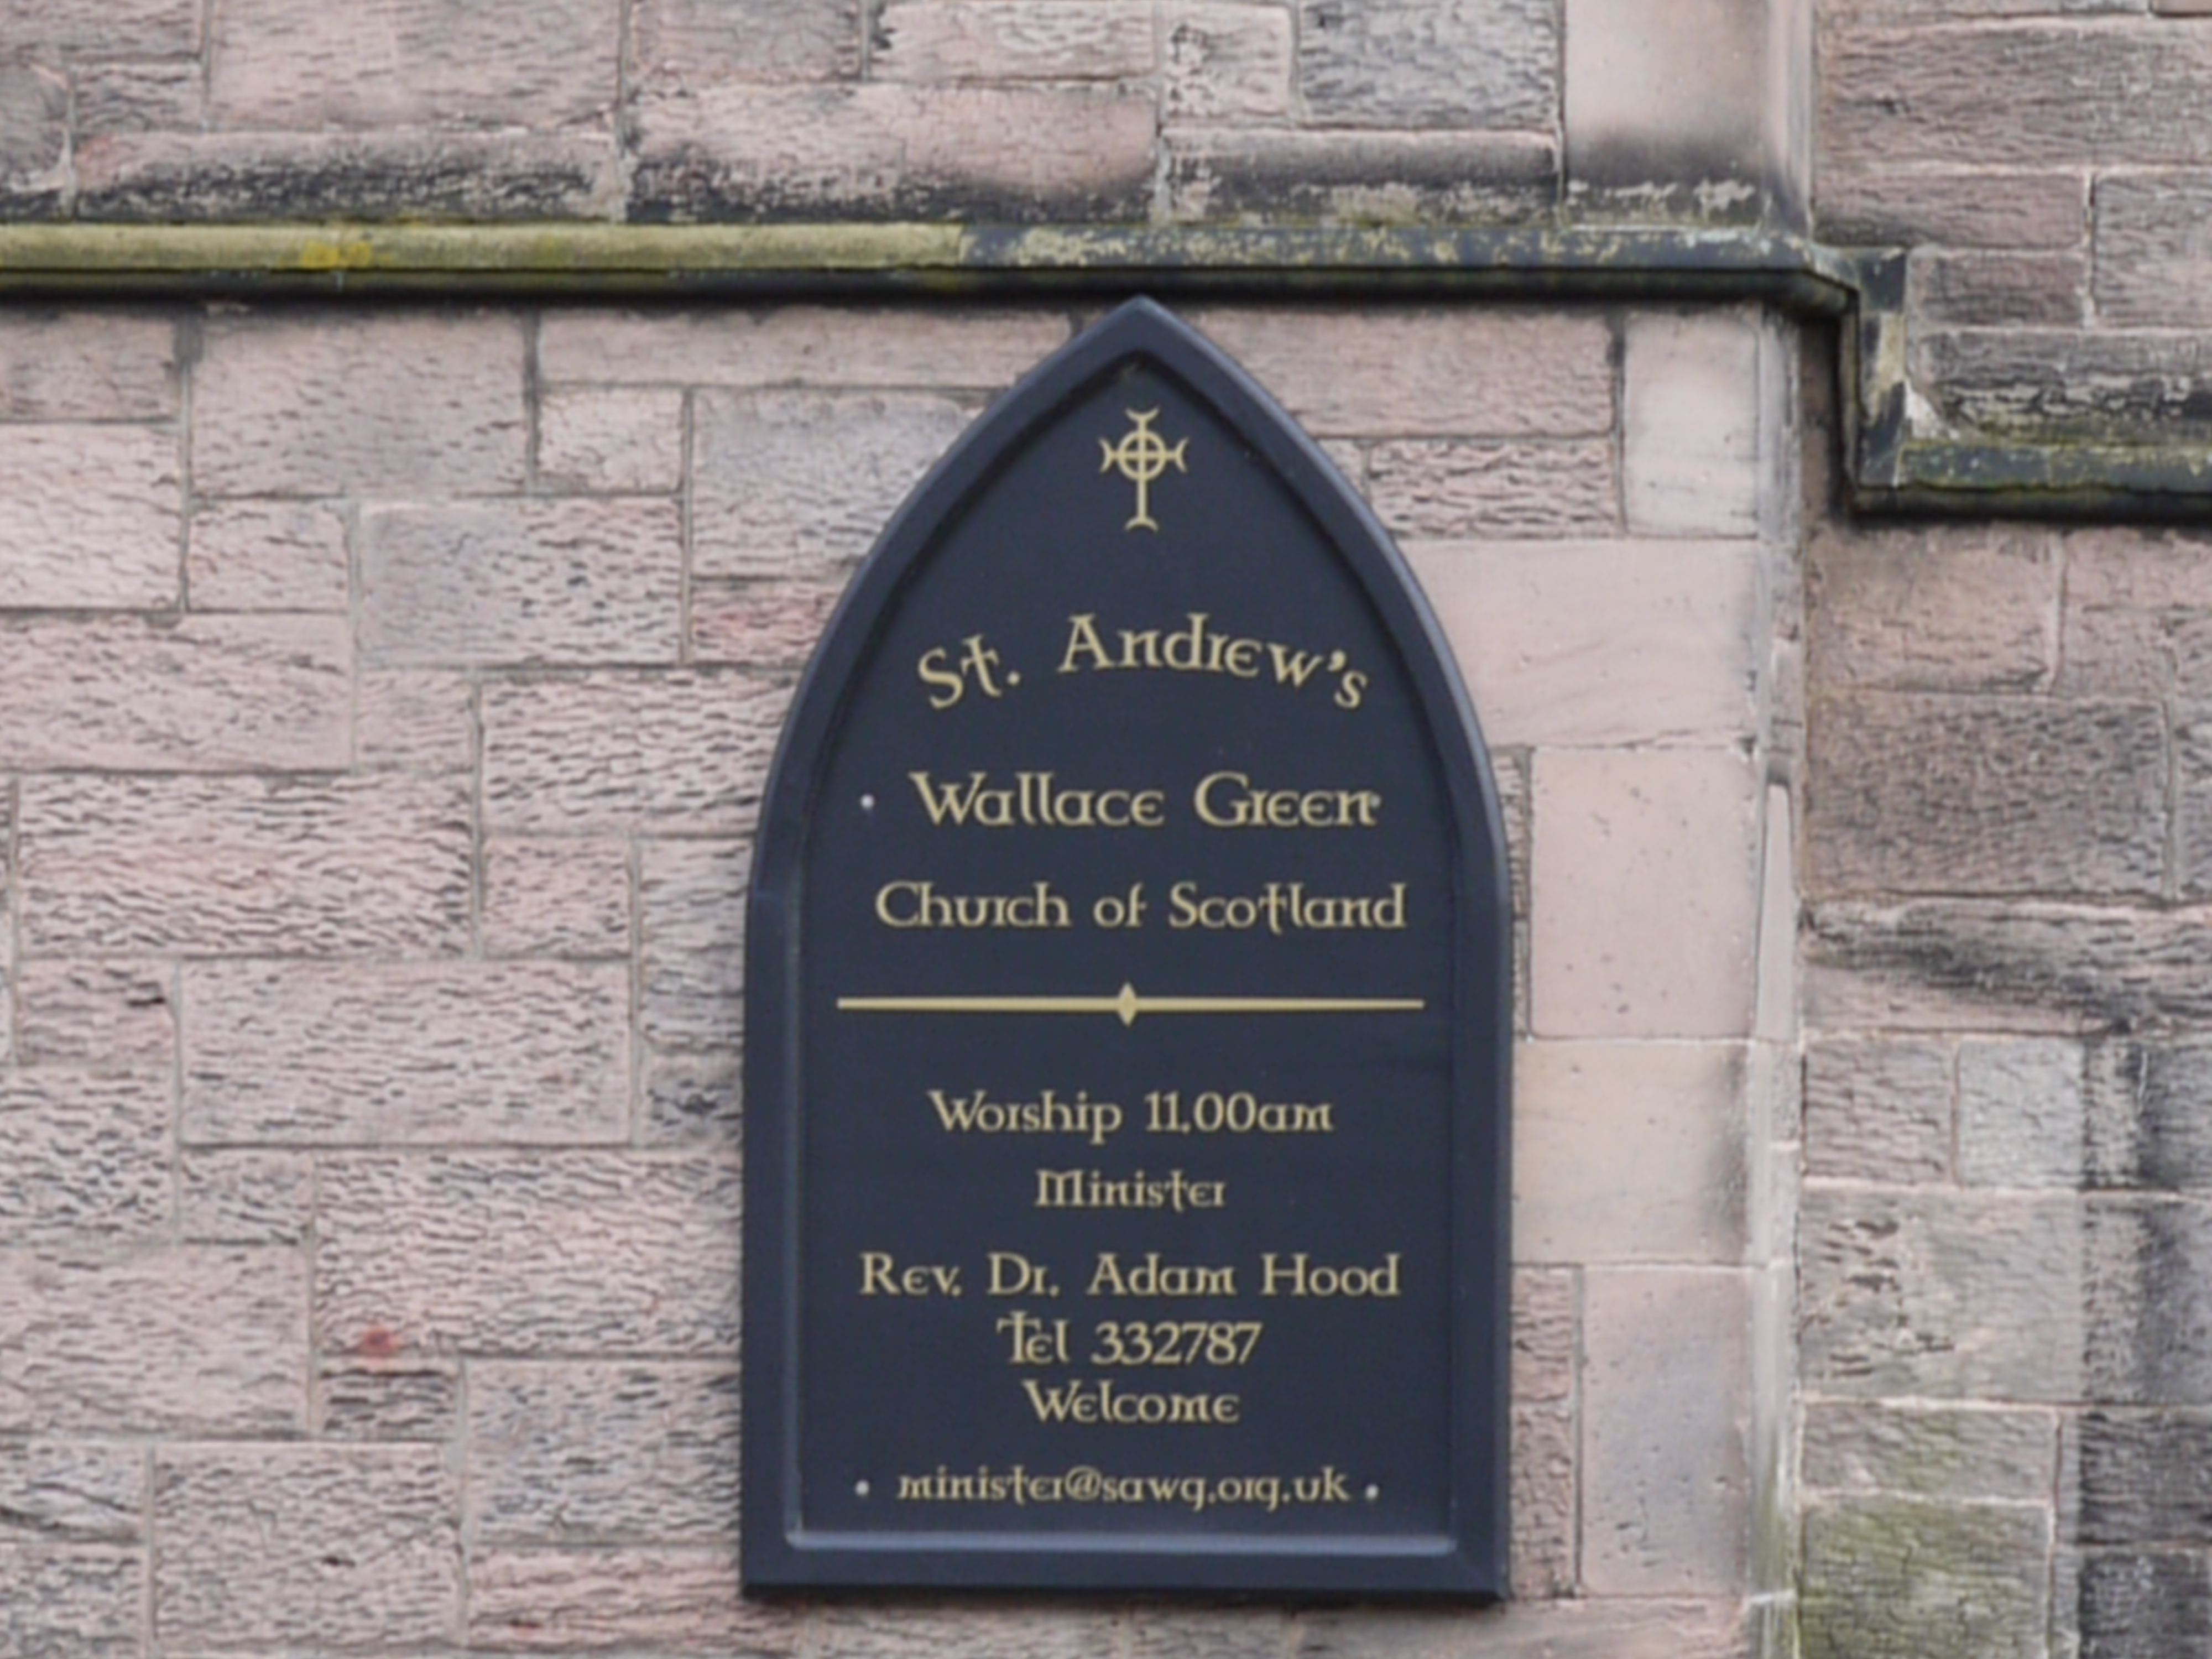 St. Andrew's
Wallace Green
Church of Scotland
Worship 11.00am
Minister
Rev. Dr. Adam Hood
Tel 332787
Welcome
minister@sawg.org.uk